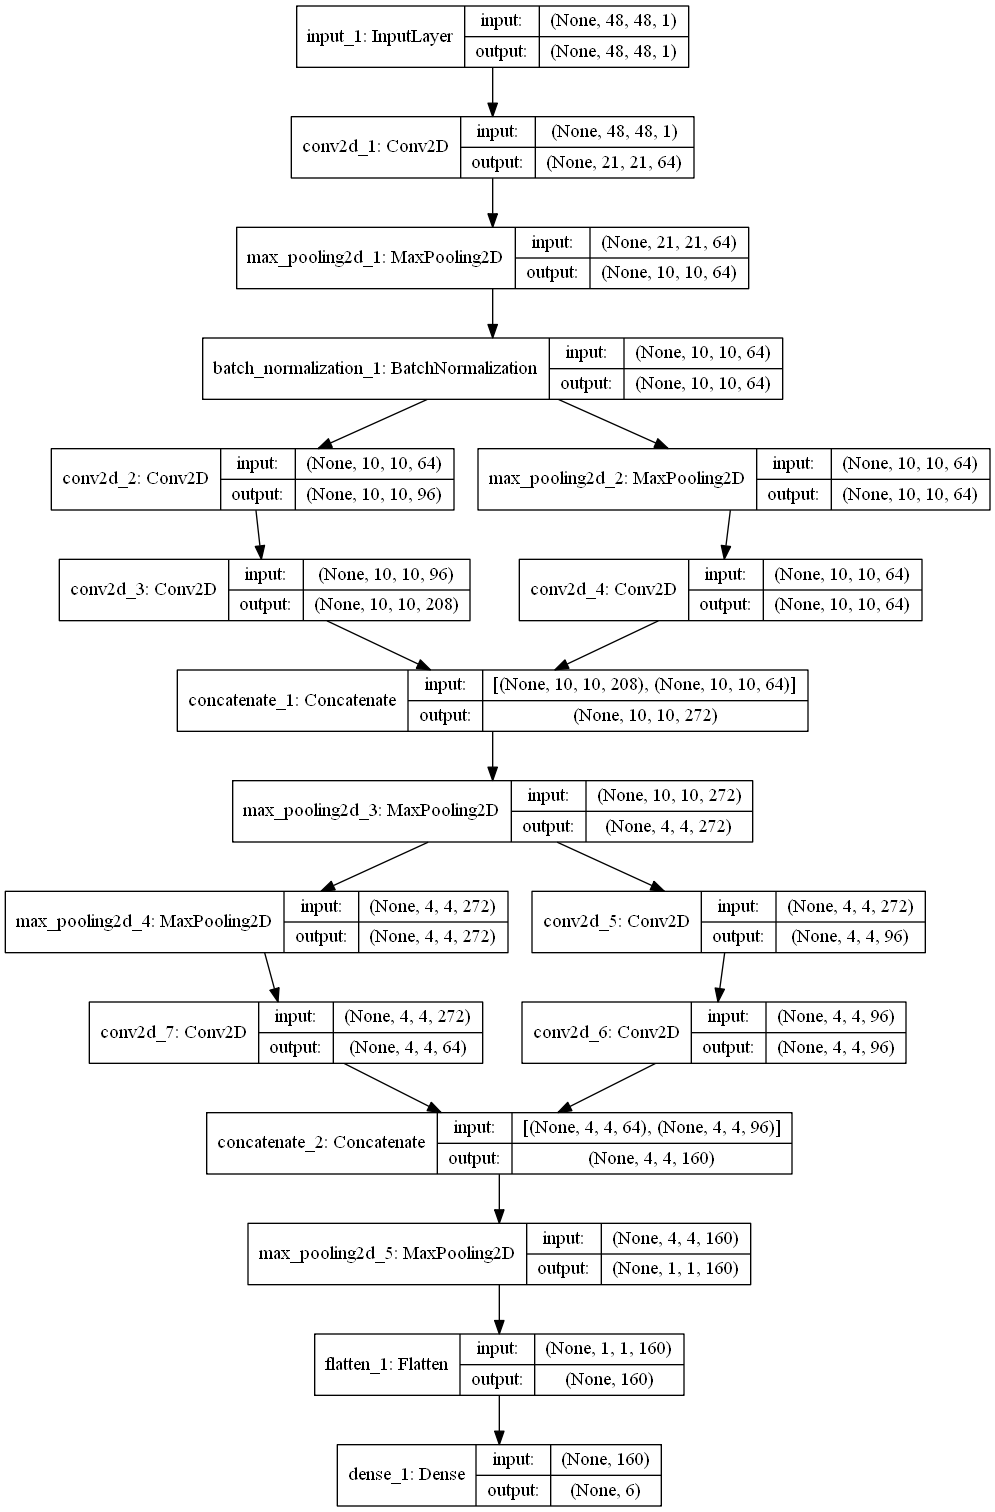 input_1: InputLayer
input: (None, 48, 48, 1)
output: (None, 48, 48, 1)
conv2d_1: Conv2D
input: (None, 48, 48, 1)
output: (None, 21, 21, 64)
max_pooling2d_1: MaxPooling2D
input: (None, 21, 21, 64)
output: (None, 10, 10, 64)
batch_normalization_1: BatchNormalization
input: (None, 10, 10, 64)
output: (None, 10, 10, 64)
conv2d_2: Conv2D
input: (None, 10, 10, 64)
output: (None, 10, 10, 96)
max_pooling2d_2: MaxPooling2D
input: (None, 10, 10, 64)
output: (None, 10, 10, 64)
conv2d_3: Conv2D
input: (None, 10, 10, 96)
output: (None, 10, 10, 208)
conv2d_4: Conv2D
input: (None, 10, 10, 64)
output: (None, 10, 10, 64)
concatenate_1: Concatenate
input: [(None, 10, 10, 208), (None, 10, 10, 64)]
output: (None, 10, 10, 272)
max_pooling2d_3: MaxPooling2D
input: (None, 10, 10, 272)
output: (None, 4, 4, 272)
max_pooling2d_4: MaxPooling2D
input: (None, 4, 4, 272)
output: (None, 4, 4, 272)
conv2d_5: Conv2D
input: (None, 4, 4, 272)
output: (None, 4, 4, 96)
conv2d_7: Conv2D
input: (None, 4, 4, 272)
output: (None, 4, 4, 64)
conv2d_6: Conv2D
input: (None, 4, 4, 96)
output: (None, 4, 4, 96)
concatenate_2: Concatenate
input: [(None, 4, 4, 64), (None, 4, 4, 96)]
output: (None, 4, 4, 160)
max_pooling2d_5: MaxPooling2D
input: (None, 4, 4, 160)
output: (None, 1, 1, 160)
flatten_1: Flatten
input: (None, 1, 1, 160)
output: (None, 160)
dense_1: Dense
input: (None, 160)
output: (None, 6)